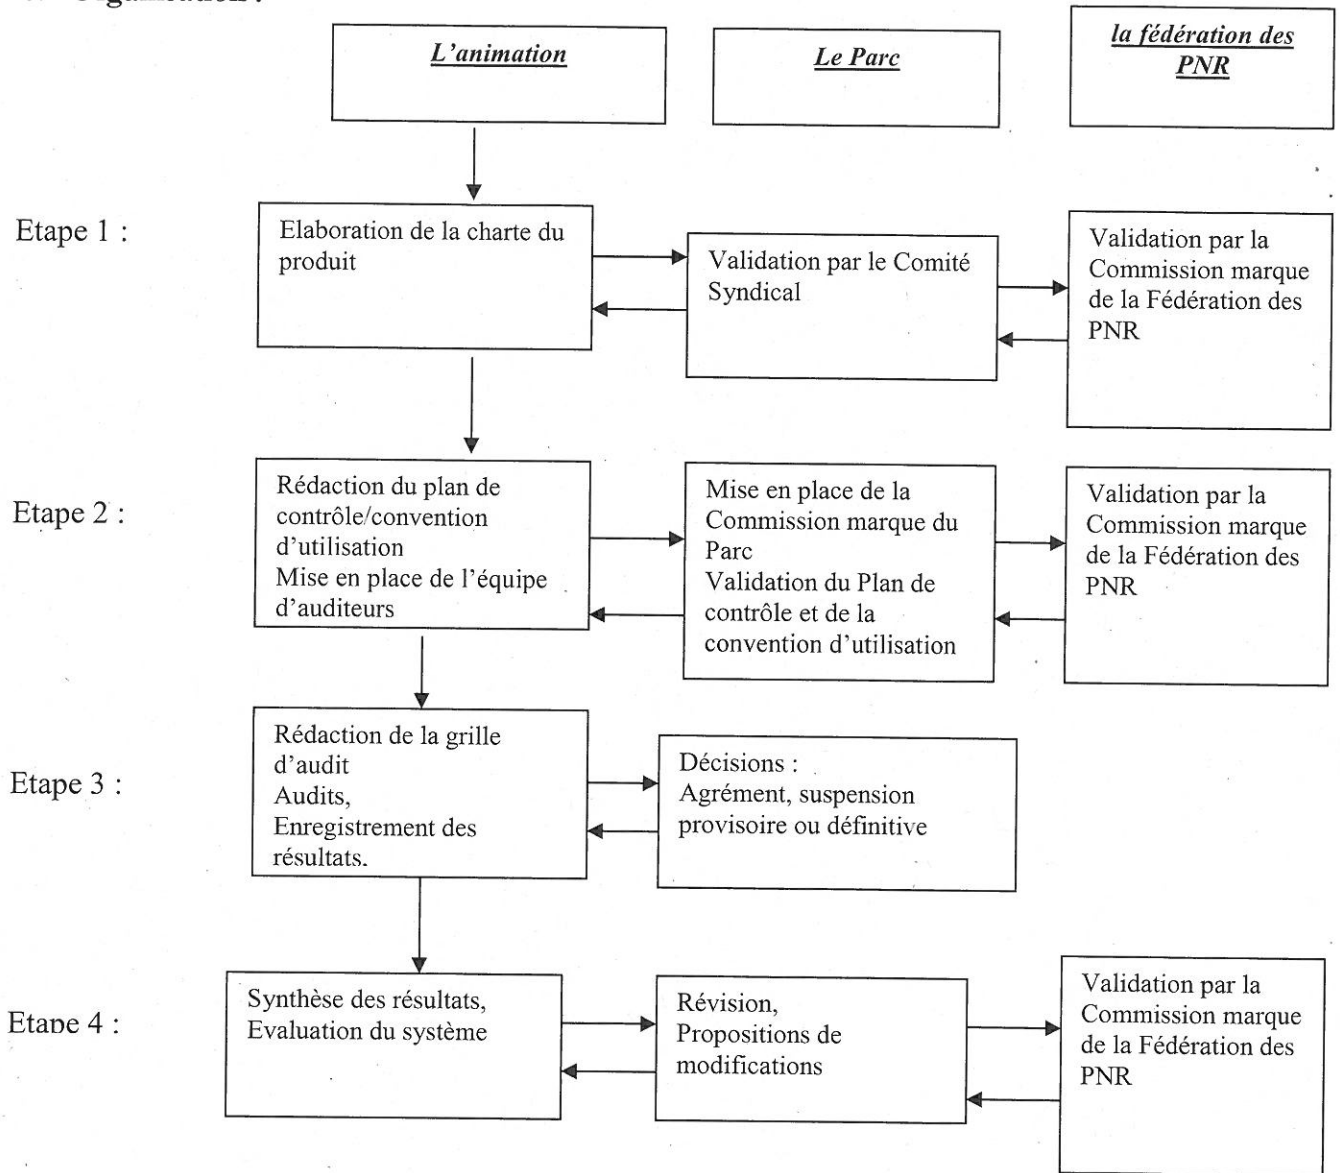 Organisation :
L'animation
Le Parc
la fédération des
PNR
Etape 1 :
Elaboration de la charte du
produit
Validation par le Comité
Syndical
Validation par la
Commission marque
de la Fédération des
PNR
Etape 2 :
Rédaction du plan de
contrôle/convention
d'utilisation
Mise en place de l'équipe
d'auditeurs
Mise en place de la
Commission marque du
Parc
Validation du Plan de
contrôle et de la
convention d'utilisation
Validation par la
Commission marque
de la Fédération des
PNR
Etape 3 :
Rédaction de la grille
d'audit
Audits,
Enregistrement des
résultats.
Décisions :
Agrément, suspension
provisoire ou définitive
Etape 4 :
Synthèse des résultats,
Evaluation du système
Révision,
Propositions de
modifications
Validation par la
Commission marque
de la Fédération des
PNR